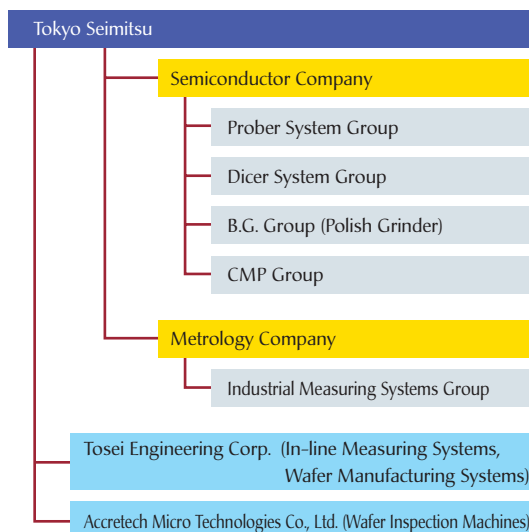 Tokyo Seimitsu
Semiconductor Company
Prober System Group
Dicer System Group
B.G. Group (Polish Grinder)
CMP Group
Metrology Company
Industrial Measuring Systems Group
Tosei Engineering Corp. (In-line Measuring Systems,
Wafer Manufacturing Systems)
Accretech Micro Technologies Co., Ltd. (Wafer Inspection Machines)